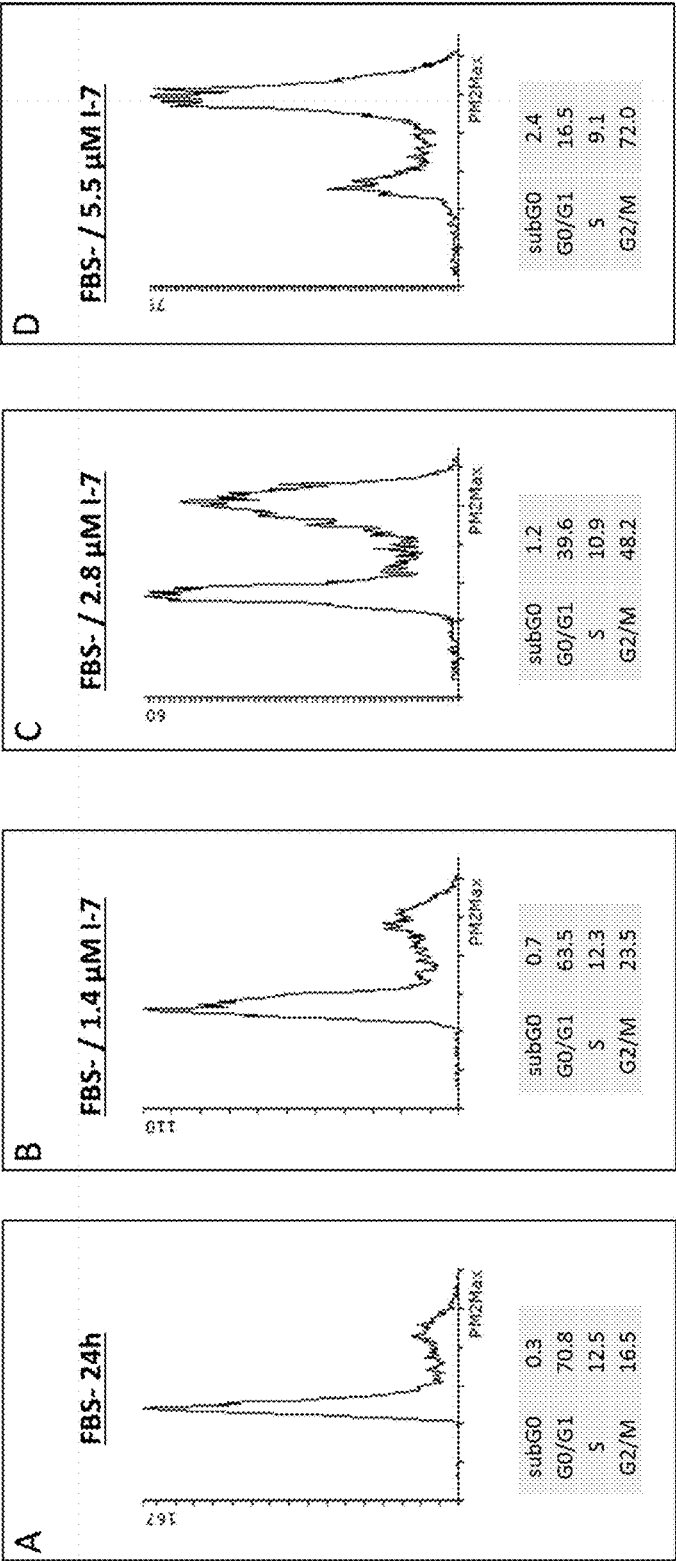 A
FBS- 24h
167
PM2Max
subG0 0.3
G0/G1 70.8
S 12.5
G2/M 16.5
B
FBS- / 1.4 µM I-7
110
PM2Max
subG0 0.7
G0/G1 63.5
S 12.3
G2/M 23.5
C
FBS- / 2.8 µM I-7
60
PM2Max
subG0 1.2
G0/G1 39.6
S 10.9
G2/M 48.2
D
FBS- / 5.5 µM I-7
PM2Max
subG0 2.4
G0/G1 16.5
S 9.1
G2/M 72.0